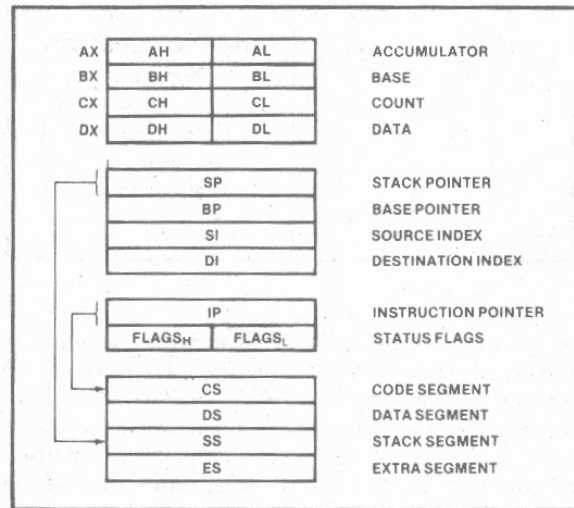 AX AH AL ACCUMULATOR
BX BH BL BASE
CX CH CL COUNT
DX DH DL DATA
SP STACK POINTER
BP BASE POINTER
SI SOURCE INDEX
DI DESTINATION INDEX
IP INSTRUCTION POINTER
FLAGSH FLAGSL STATUS FLAGS
CS CODE SEGMENT
DS DATA SEGMENT
SS STACK SEGMENT
ES EXTRA SEGMENT